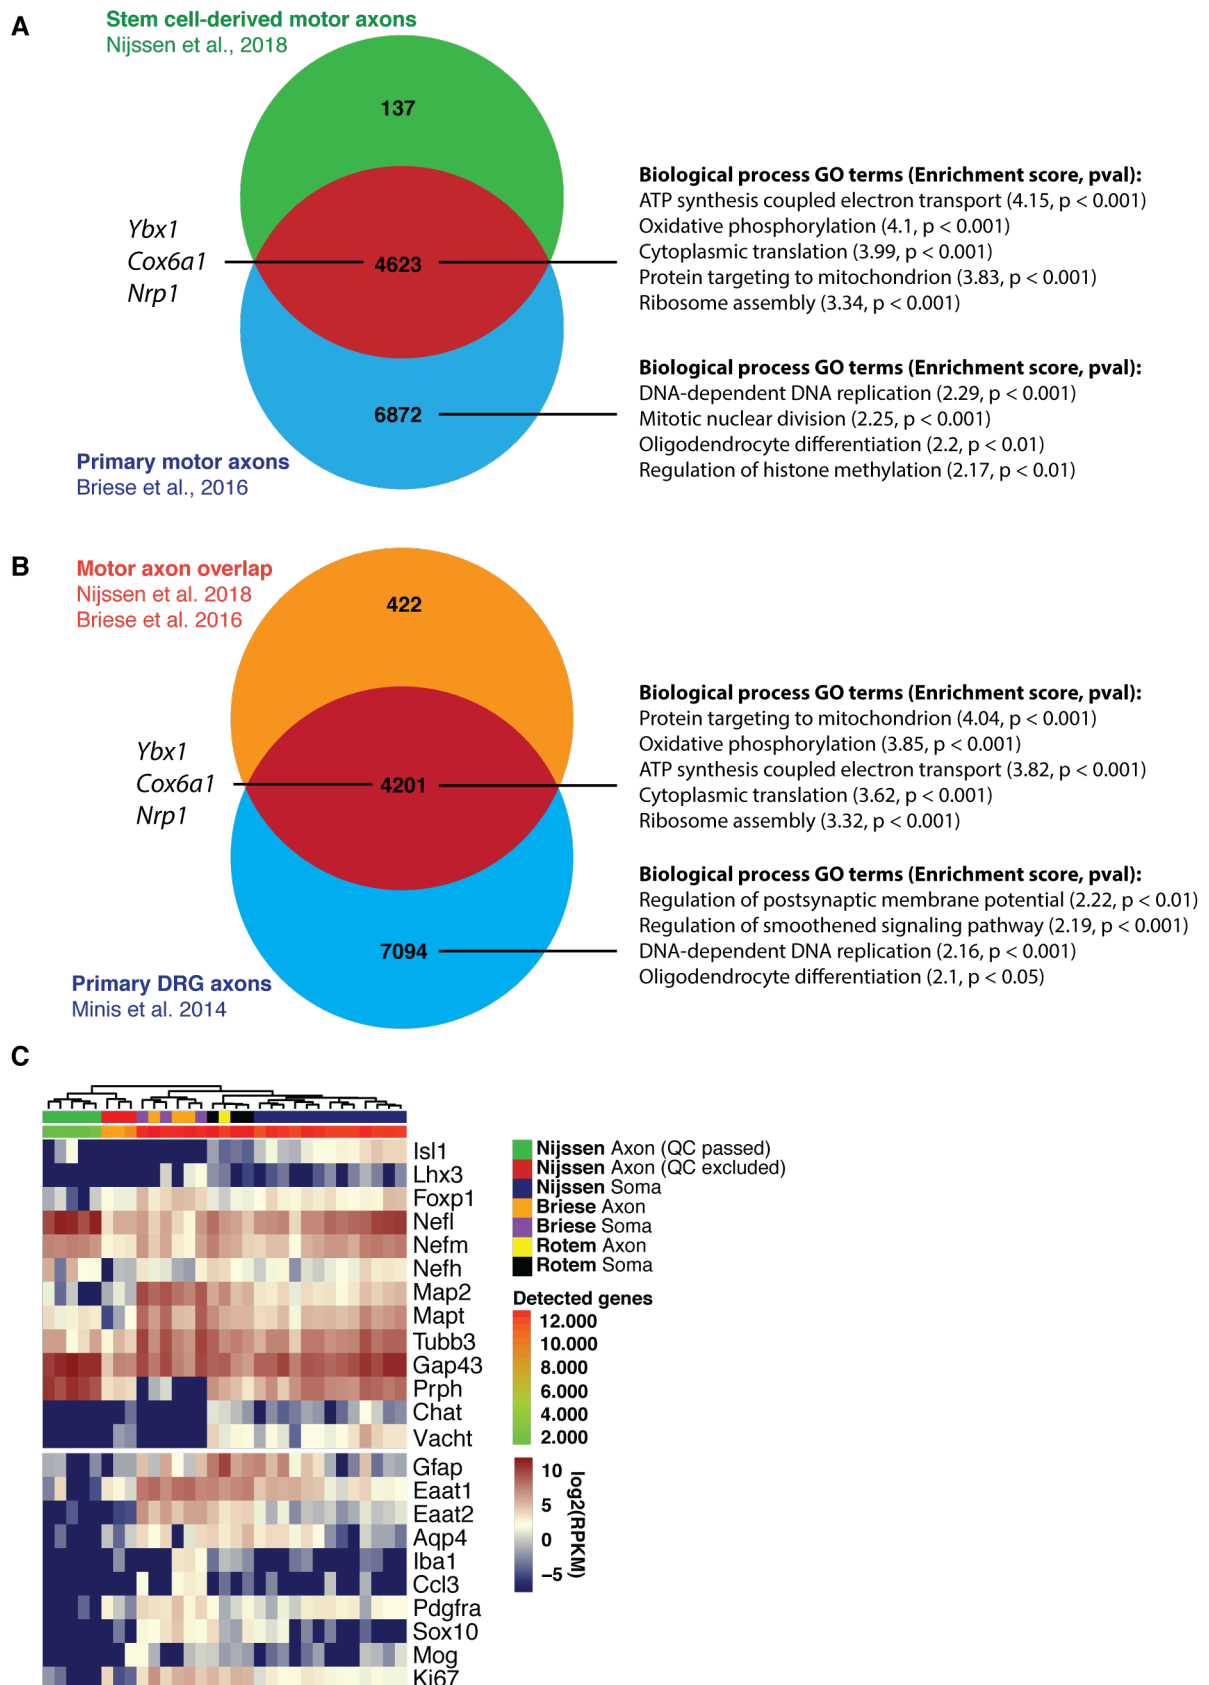 A
Stem cell-derived motor axons
Nijssen et al., 2018
137
Biological process GO terms (Enrichment score, pval):
ATP synthesis coupled electron transport (4.15, p < 0.001)
Oxidative phosphorylation (4.1, p < 0.001)
Cytoplasmic translation (3.99, p < 0.001)
Protein targeting to mitochondrion (3.83, p < 0.001)
Ribosome assembly (3.34, p < 0.001)
Ybx1
Cox6a1
Nrp1
4623
Biological process GO terms (Enrichment score, pval):
DNA-dependent DNA replication (2.29, p < 0.001)
Mitotic nuclear division (2.25, p < 0.001)
Oligodendrocyte differentiation (2.2, p < 0.01)
Regulation of histone methylation (2.17, p < 0.01)
6872
Primary motor axons
Briese et al., 2016
B
Motor axon overlap
Nijssen et al. 2018
Briese et al. 2016
422
Biological process GO terms (Enrichment score, pval):
Protein targeting to mitochondrion (4.04, p < 0.001)
Oxidative phosphorylation (3.85, p < 0.001)
ATP synthesis coupled electron transport (3.82, p < 0.001)
Cytoplasmic translation (3.62, p < 0.001)
Ribosome assembly (3.32, p < 0.001)
Ybx1
Cox6a1
Nrp1
4201
Biological process GO terms (Enrichment score, pval):
Regulation of postsynaptic membrane potential (2.22, p < 0.01)
Regulation of smoothened signaling pathway (2.19, p < 0.001)
DNA-dependent DNA replication (2.16, p < 0.001)
Oligodendrocyte differentiation (2.1, p < 0.05)
7094
Primary DRG axons
Minis et al. 2014
C
Isl1
Lhx3
Foxp1
Nefl
Nefm
Nefh
Map2
Mapt
Tubb3
Gap43
Prph
Chat
Vacht
Gfap
Eaat1
Eaat2
Aqp4
Iba1
Ccl3
Pdgfra
Sox10
Mog
Ki67
Nijssen Axon (QC passed)
Nijssen Axon (QC excluded)
Nijssen Soma
Briese Axon
Briese Soma
Rotem Axon
Rotem Soma
Detected genes
12.000
10.000
8.000
6.000
4.000
2.000
10
5
0
−5
log2(RPKM)